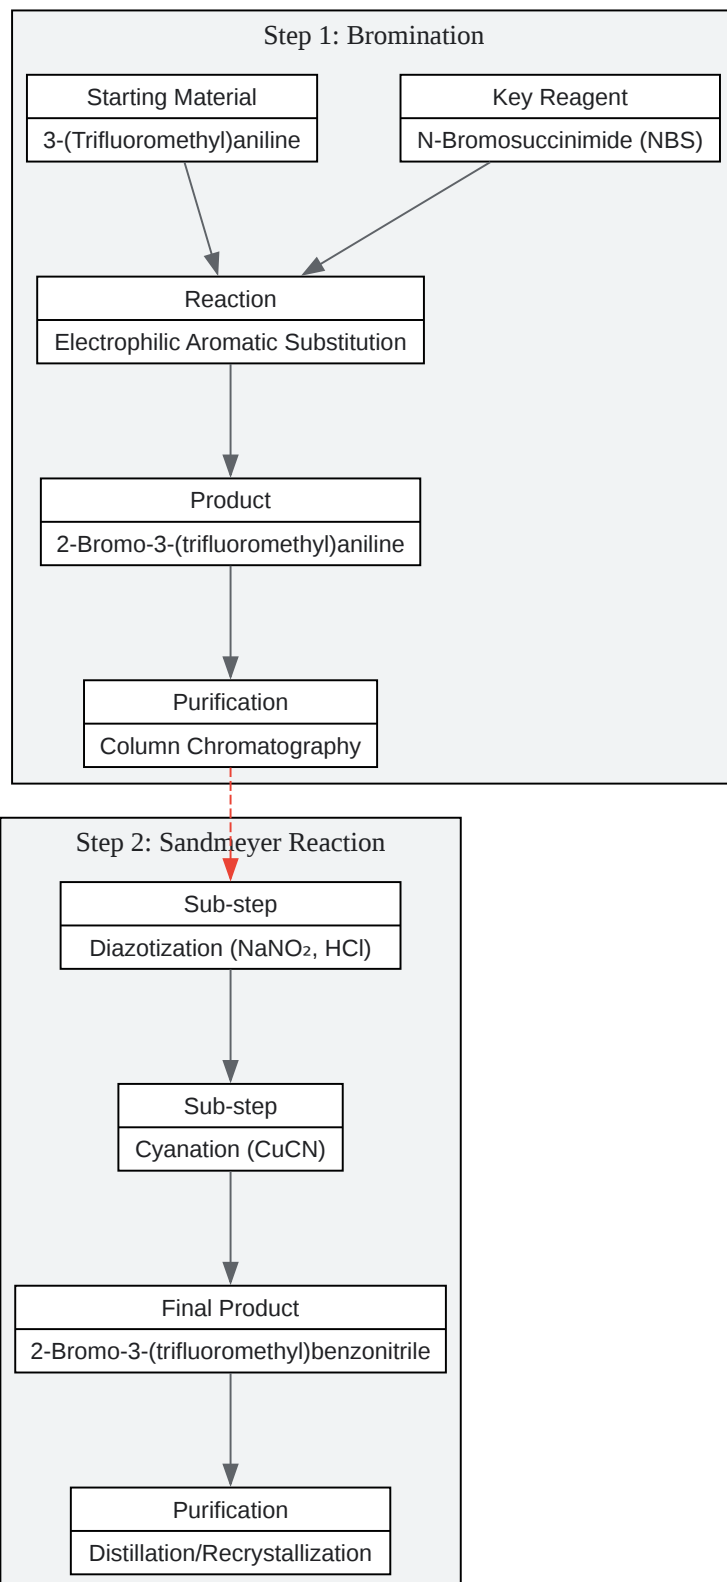 Step 1: Bromination
Starting Material
3-(Trifluoromethyl)aniline
Key Reagent
N-Bromosuccinimide (NBS)
Reaction
Electrophilic Aromatic Substitution
Product
2-Bromo-3-(trifluoromethyl)aniline
Purification
Column Chromatography
Step 2: Sandmeyer Reaction
Sub-step
Diazotization (NaNO₂, HCl)
Sub-step
Cyanation (CuCN)
Final Product
2-Bromo-3-(trifluoromethyl)benzonitrile
Purification
Distillation/Recrystallization